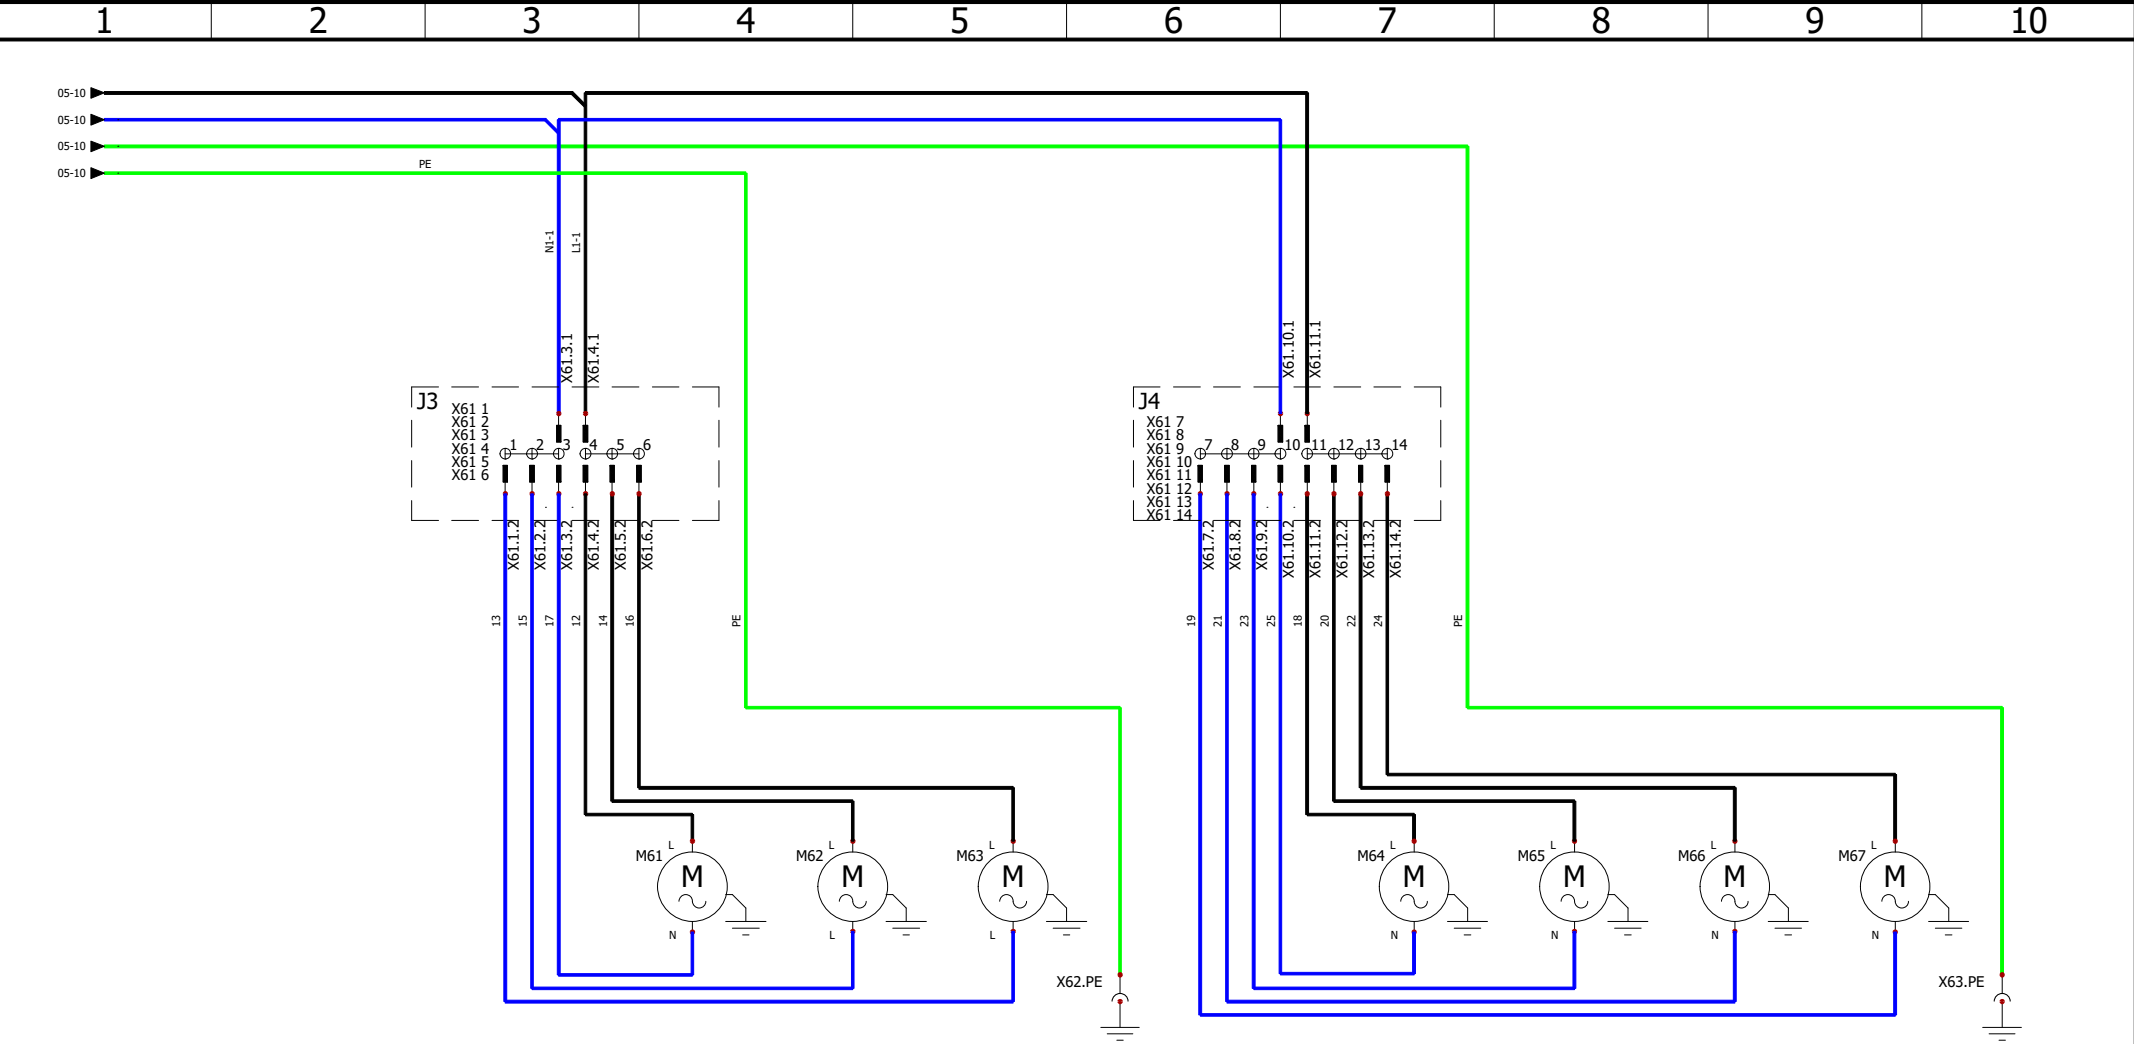 1 2 3 4 5 6 7 8 9 10
05-10
05-10
05-10
05-10
PE
N1-1 L1-1
X61.3.1 X61.4.1
X61.10.1 X61.11.1
J3
X61 1
X61 2
X61 3
X61 4
X61 5
X61 6
1 2 3 4 5 6
J4
X61 7
X61 8
X61 9
X61 10
X61 11
X61 12
X61 13
X61 14
7 8 9 10 11 12 13 14
X61.1.2 X61.2.2 X61.3.2 X61.4.2 X61.5.2 X61.6.2
X61.7.2 X61.8.2 X61.9.2 X61.10.2 X61.11.2 X61.12.2 X61.13.2 X61.14.2
13 15 17 12 14 16 PE
19 21 23 25 18 20 22 24 PE
M61 L M N
M62 L M L
M63 L M L
M64 L M N
M65 L M N
M66 L M N
M67 L M N
X62.PE
X63.PE